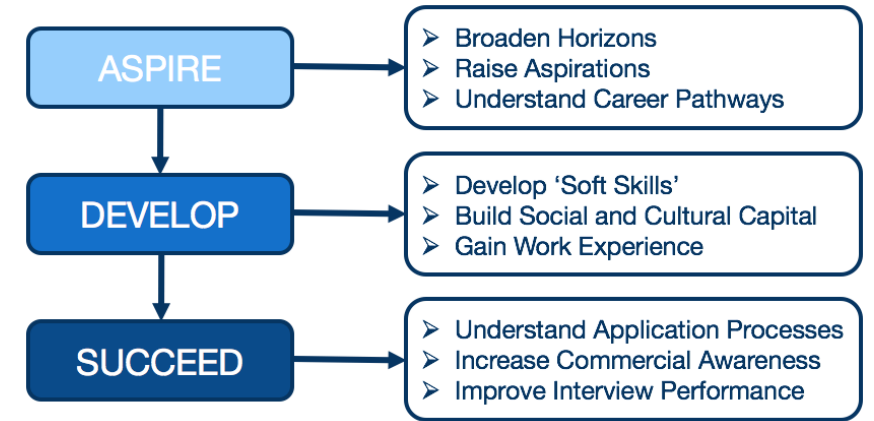 ASPIRE
➤ Broaden Horizons
➤ Raise Aspirations
➤ Understand Career Pathways
DEVELOP
➤ Develop ‘Soft Skills’
➤ Build Social and Cultural Capital
➤ Gain Work Experience
SUCCEED
➤ Understand Application Processes
➤ Increase Commercial Awareness
➤ Improve Interview Performance